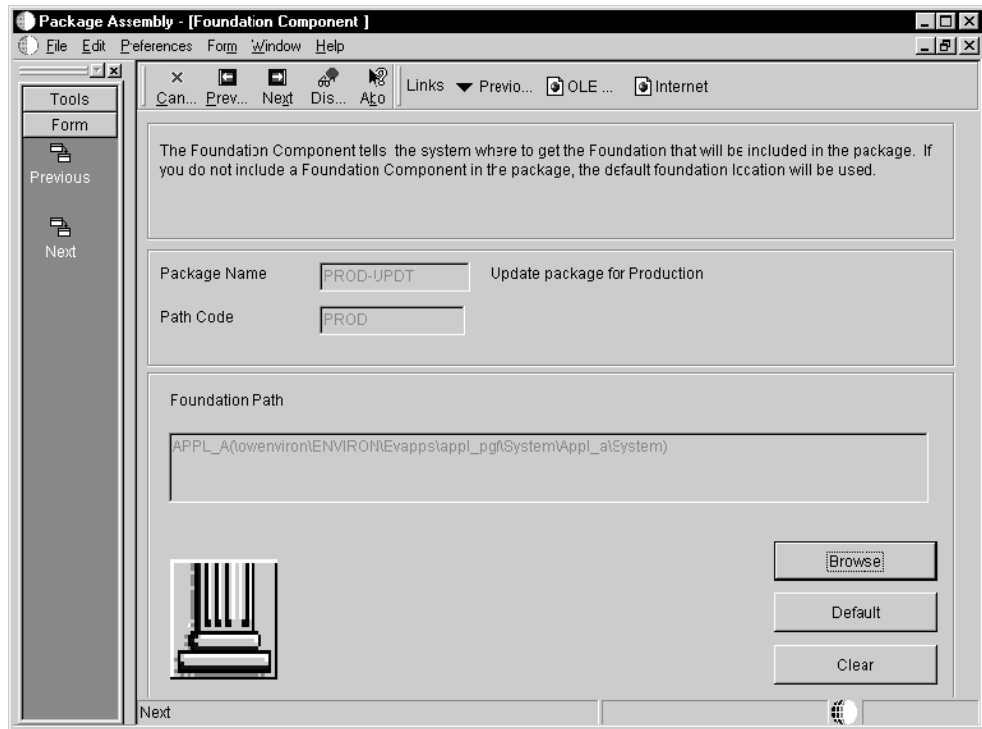 Package Assembly - [Foundation Component ]
File Edit Preferences Form Window Help
Can... Prev... Next Dis... Abo Links Previo... OLE ... Internet
Tools
Form
Previous
Next
The Foundation Component tells the system where to get the Foundation that will be included in the package. If
you do not include a Foundation Component in the package, the default foundation location will be used.
Package Name PROD-UPDT Update package for Production
Path Code PROD
Foundation Path
APPL_A(\owenviron\ENVIRON\Evapps\appl_pgf\System\Appl_a\System)
Browse
Default
Clear
Next